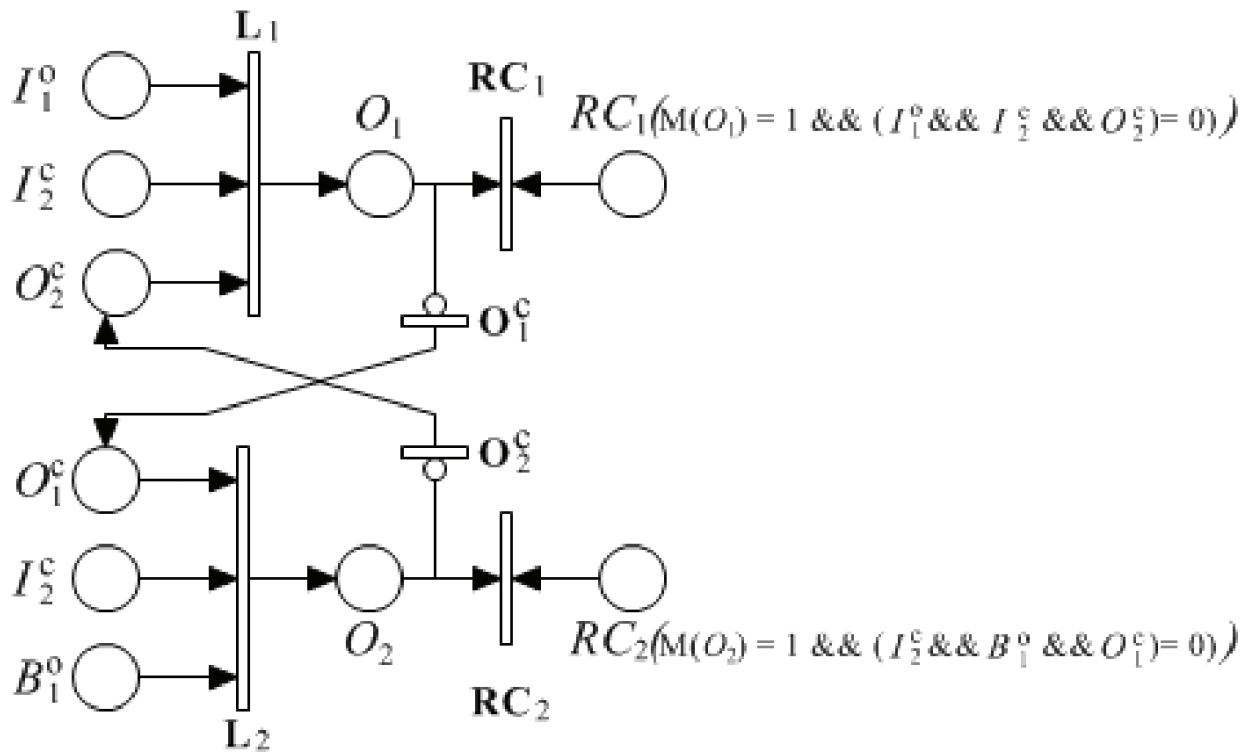 L₁
I₁ᵒ
RC₁
O₁
RC₁(M(O₁) = 1 && (I₁ᵒ && I₂ᶜ && O₂ᶜ)= 0))
I₂ᶜ
O₂ᶜ
O₁ᶜ
O₂ᶜ
O₁ᶜ
I₂ᶜ
O₂
RC₂(M(O₂) = 1 && (I₂ᶜ && B₁ᵒ && O₁ᶜ)= 0))
B₁ᵒ
RC₂
L₂